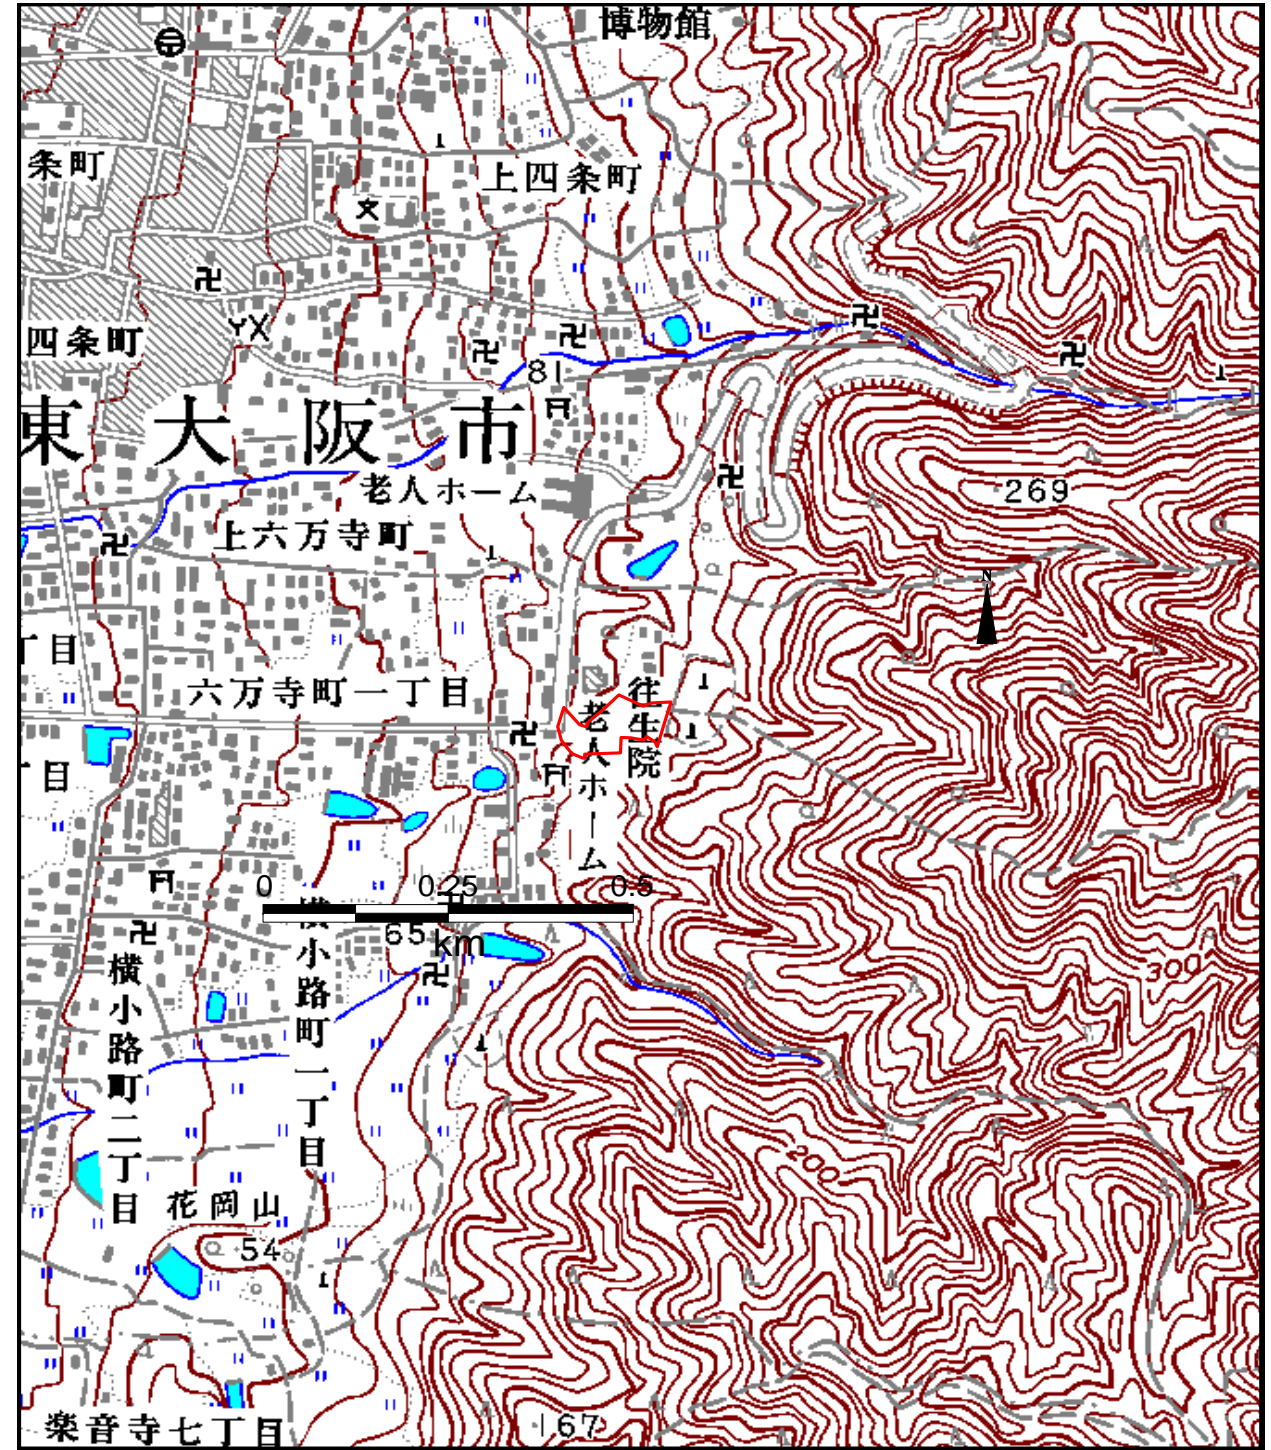 博物館
条町
上四条町
四条町
81
東大阪市
老人ホーム
269
上六万寺町
N
丁目
六万寺町一丁目
往生院
老人ホーム
丁目
0 0.25 0.5
65 km
横小路町一丁目
横小路町二丁目
300
200
花岡山
54
167
楽音寺七丁目